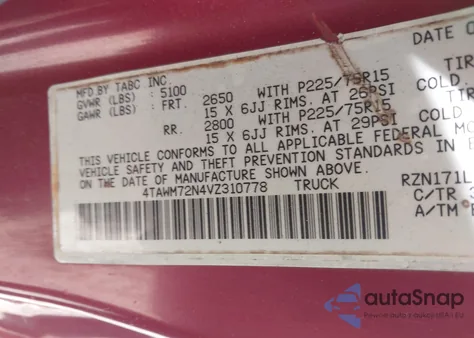 DATE O
MFD BY TABC INC.
GVWR (LBS) : 5100
GAWR (LBS) : FRT. 2650 WITH P225/75R15 TIR
15 X 6JJ RIMS. AT 26PSI COLD.
RR. 2800 WITH P225/75R15 TIR
15 X 6JJ RIMS. AT 29PSI COLD.
THIS VEHICLE CONFORMS TO ALL APPLICABLE FEDERAL MO
VEHICLE SAFETY AND THEFT PREVENTION STANDARDS IN E
ON THE DATE OF MANUFACTURE SHOWN ABOVE.
4TAWM72N4VZ310778 TRUCK RZN171L
C/TR
A/TM
autoSnap